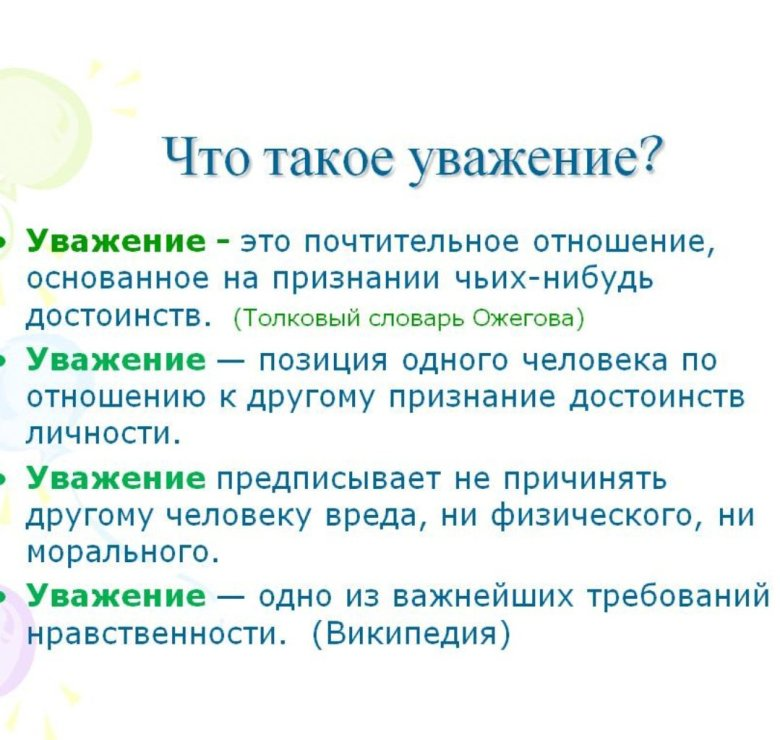 Что такое уважение?
• Уважение - это почтительное отношение,
основанное на признании чьих-нибудь
достоинств. (Толковый словарь Ожегова)
• Уважение — позиция одного человека по
отношению к другому признание достоинств
личности.
• Уважение предписывает не причинять
другому человеку вреда, ни физического, ни
морального.
• Уважение — одно из важнейших требований
нравственности. (Википедия)